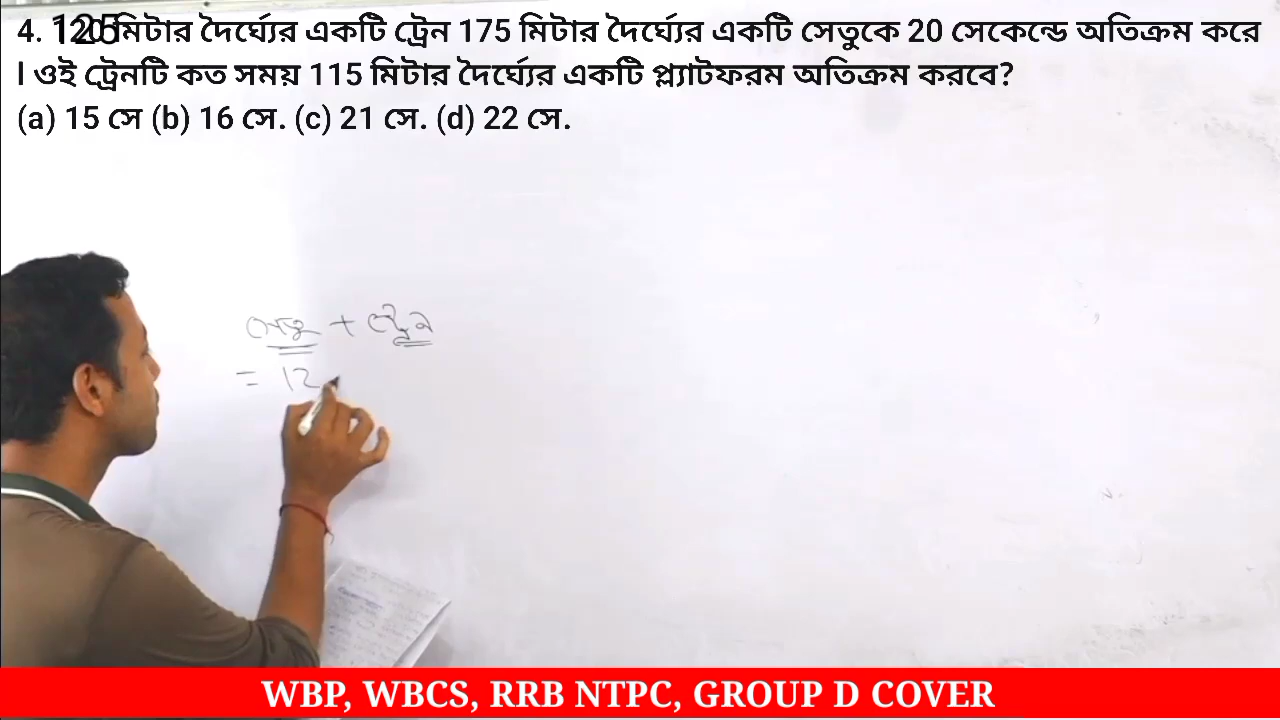 4. 125 মিটার দৈর্ঘ্যের একটি ট্রেন 175 মিটার দৈর্ঘ্যের একটি সেতুকে 20 সেকেন্ডে অতিক্রম করে
। ওই ট্রেনটি কত সময় 115 মিটার দৈর্ঘ্যের একটি প্ল্যাটফরম অতিক্রম করবে?
(a) 15 সে (b) 16 সে. (c) 21 সে. (d) 22 সে.
সেতু + ট্রেন
= 12
WBP, WBCS, RRB NTPC, GROUP D COVER